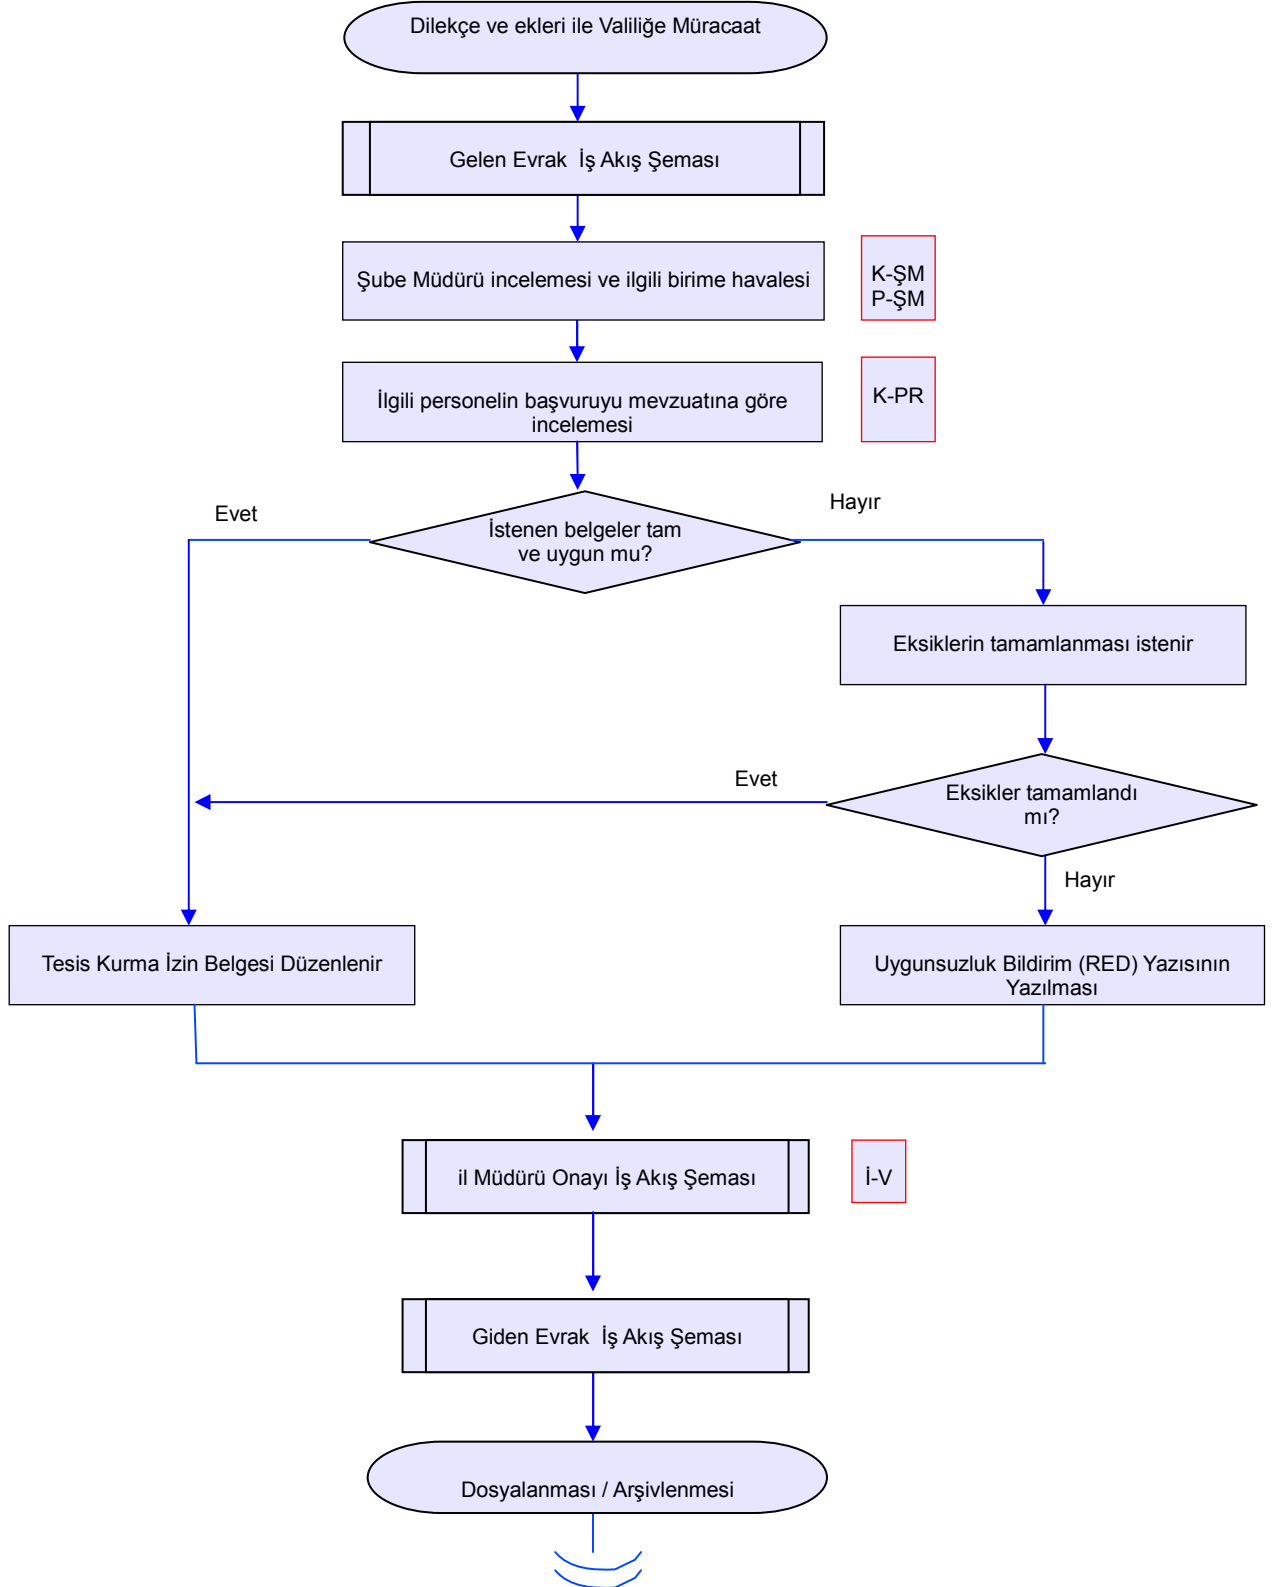 Dilekçe ve ekleri ile Valiliğe Müracaat
Gelen Evrak  İş Akış Şeması
Şube Müdürü incelemesi ve ilgili birime havalesi
K-ŞM
P-ŞM
İlgili personelin başvuruyu mevzuatına göre
incelemesi
K-PR
Evet
İstenen belgeler tam
ve uygun mu?
Hayır
Eksiklerin tamamlanması istenir
Evet
Eksikler tamamlandı
mı?
Hayır
Tesis Kurma İzin Belgesi Düzenlenir
Uygunsuzluk Bildirim (RED) Yazısının
Yazılması
il Müdürü Onayı İş Akış Şeması
İ-V
Giden Evrak  İş Akış Şeması
Dosyalanması / Arşivlenmesi